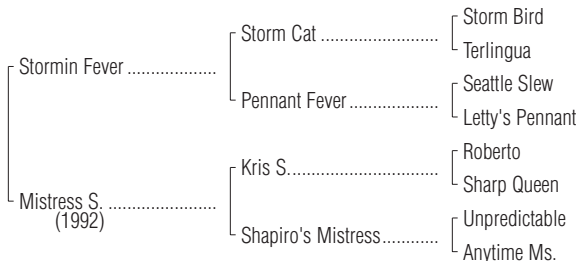 Storm Bird
Storm Cat ........................
Terlingua
Stormin Fever ..................
Seattle Slew
Pennant Fever ..................
Letty's Pennant
Roberto
Kris S..............................
Sharp Queen
Mistress S. ......................
(1992)
Unpredictable
Shapiro's Mistress............
Anytime Ms.